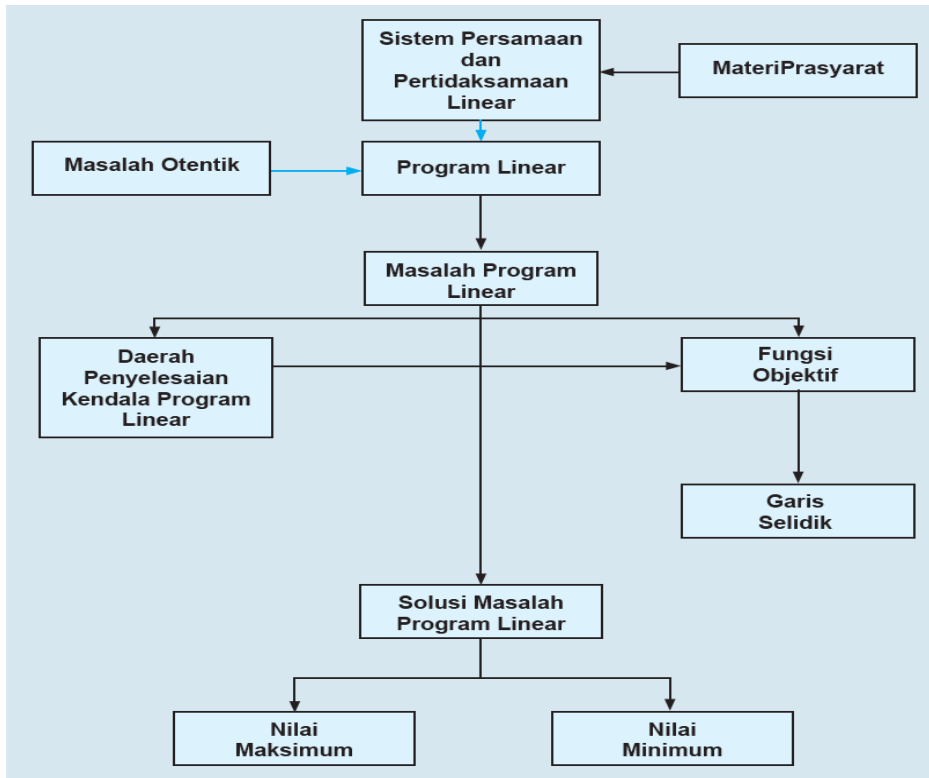 Sistem Persamaan
dan
Pertidaksamaan
Linear
MateriPrasyarat
Masalah Otentik
Program Linear
Masalah Program
Linear
Daerah
Penyelesaian
Kendala Program
Linear
Fungsi
Objektif
Garis
Selidik
Solusi Masalah
Program Linear
Nilai
Maksimum
Nilai
Minimum